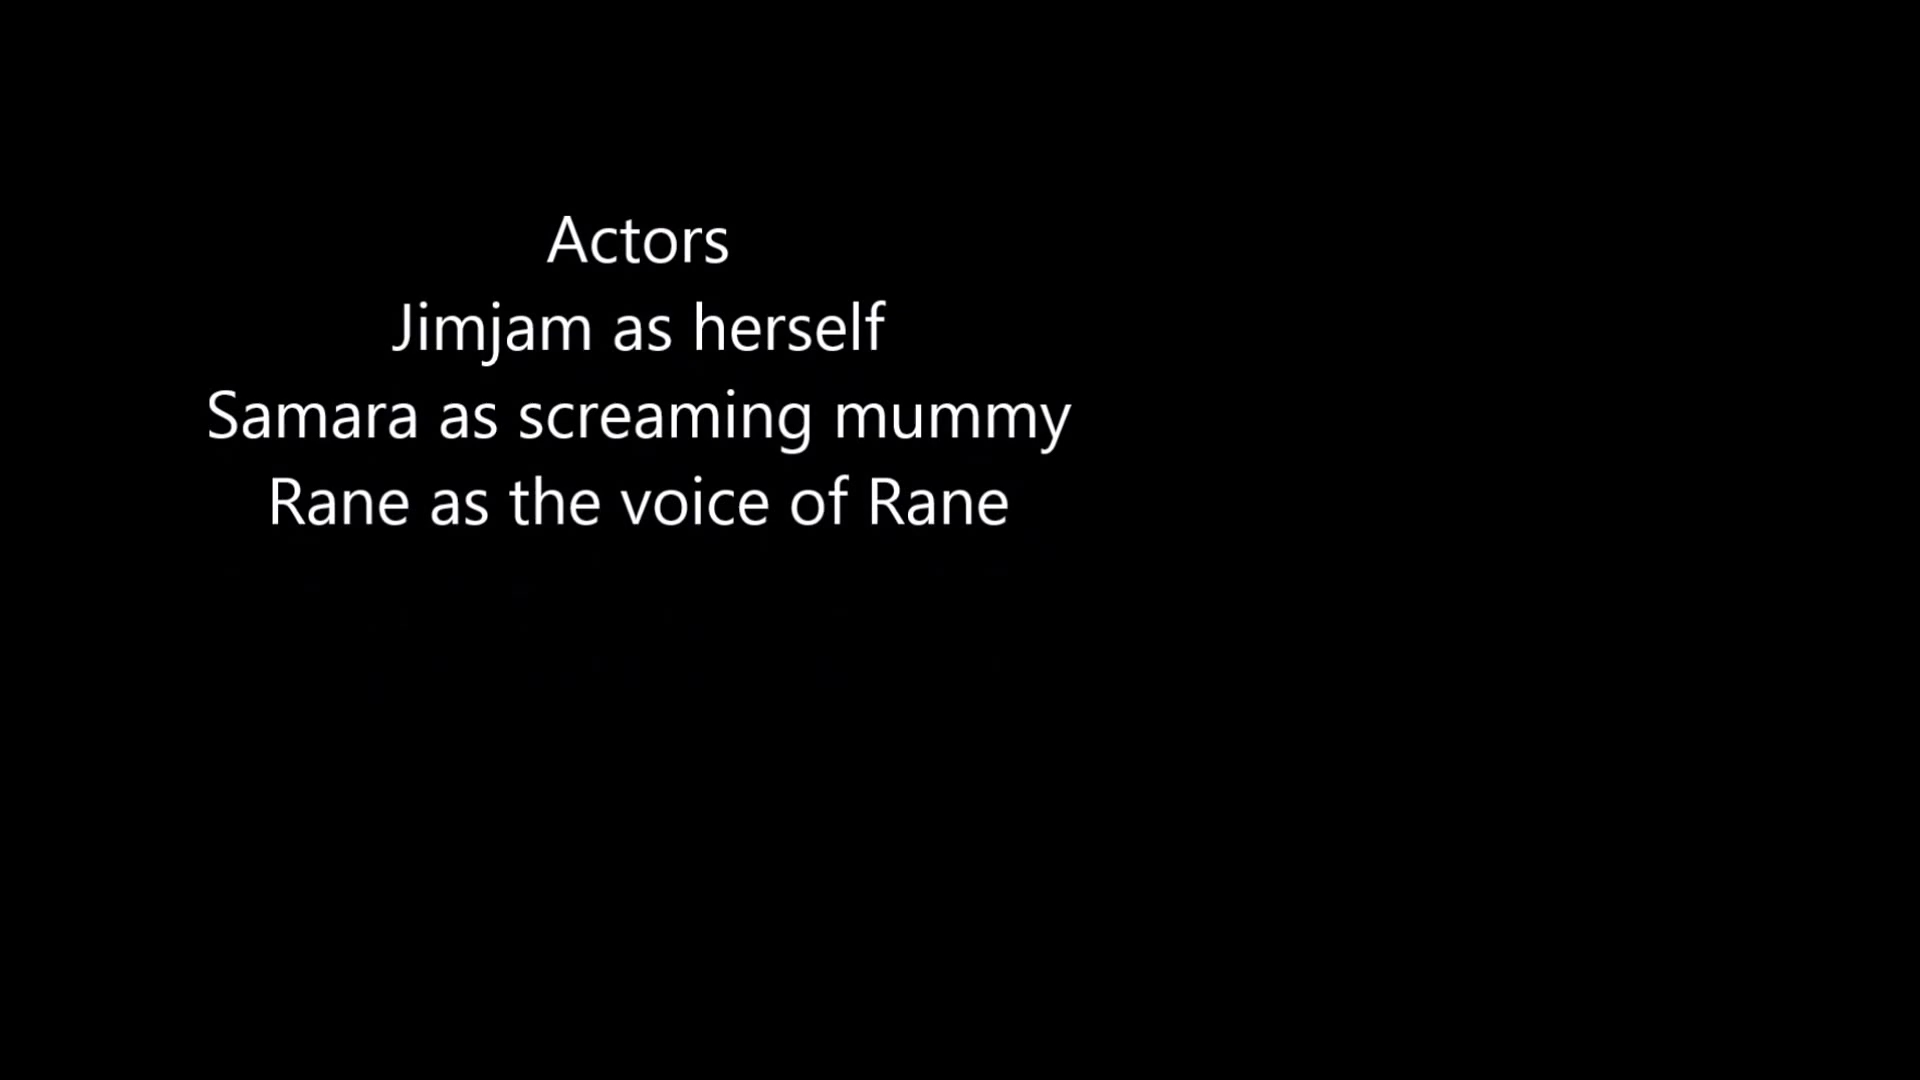 Actors
Jimjam as herself
Samara as screaming mummy
Rane as the voice of Rane